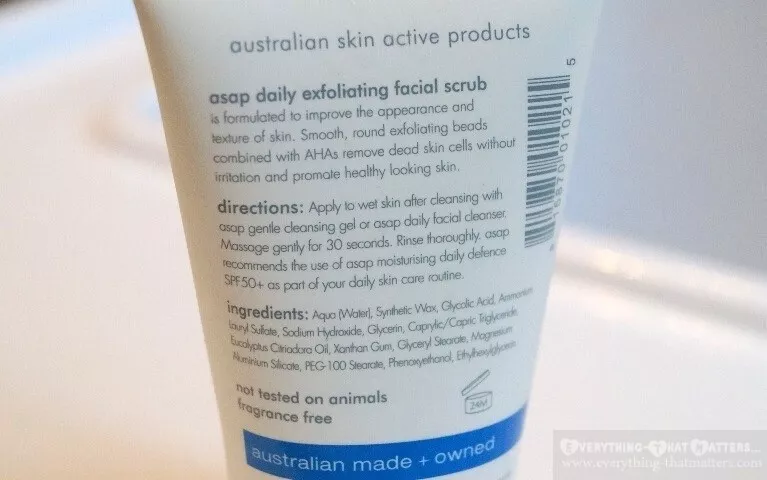 australian skin active products
asap daily exfoliating facial scrub
is formulated to improve the appearance and
texture of skin. Smooth, round exfoliating beads
combined with AHAs remove dead skin cells without
irritation and promote healthy looking skin.
directions: Apply to wet skin after cleansing with
asap gentle cleansing gel or asap daily facial cleanser.
Massage gently for 30 seconds. Rinse thoroughly. asap
recommends the use of asap moisturising daily defence
SPF50+ as part of your daily skin care routine.
ingredients: Aqua (Water), Synthetic Wax, Glycolic Acid, Ammonium
Lauryl Sulfate, Sodium Hydroxide, Glycerin, Caprylic/Capric Triglyceride,
Eucalyptus Citriodora Oil, Xanthan Gum, Glyceryl Stearate, Magnesium
Aluminium Silicate, PEG-100 Stearate, Phenoxyethanol, Ethylhexylglycerin
not tested on animals
fragrance free
24M
australian made + owned
EVERYTHING-THAT MATTERS...
www.everything-thatmatters.com